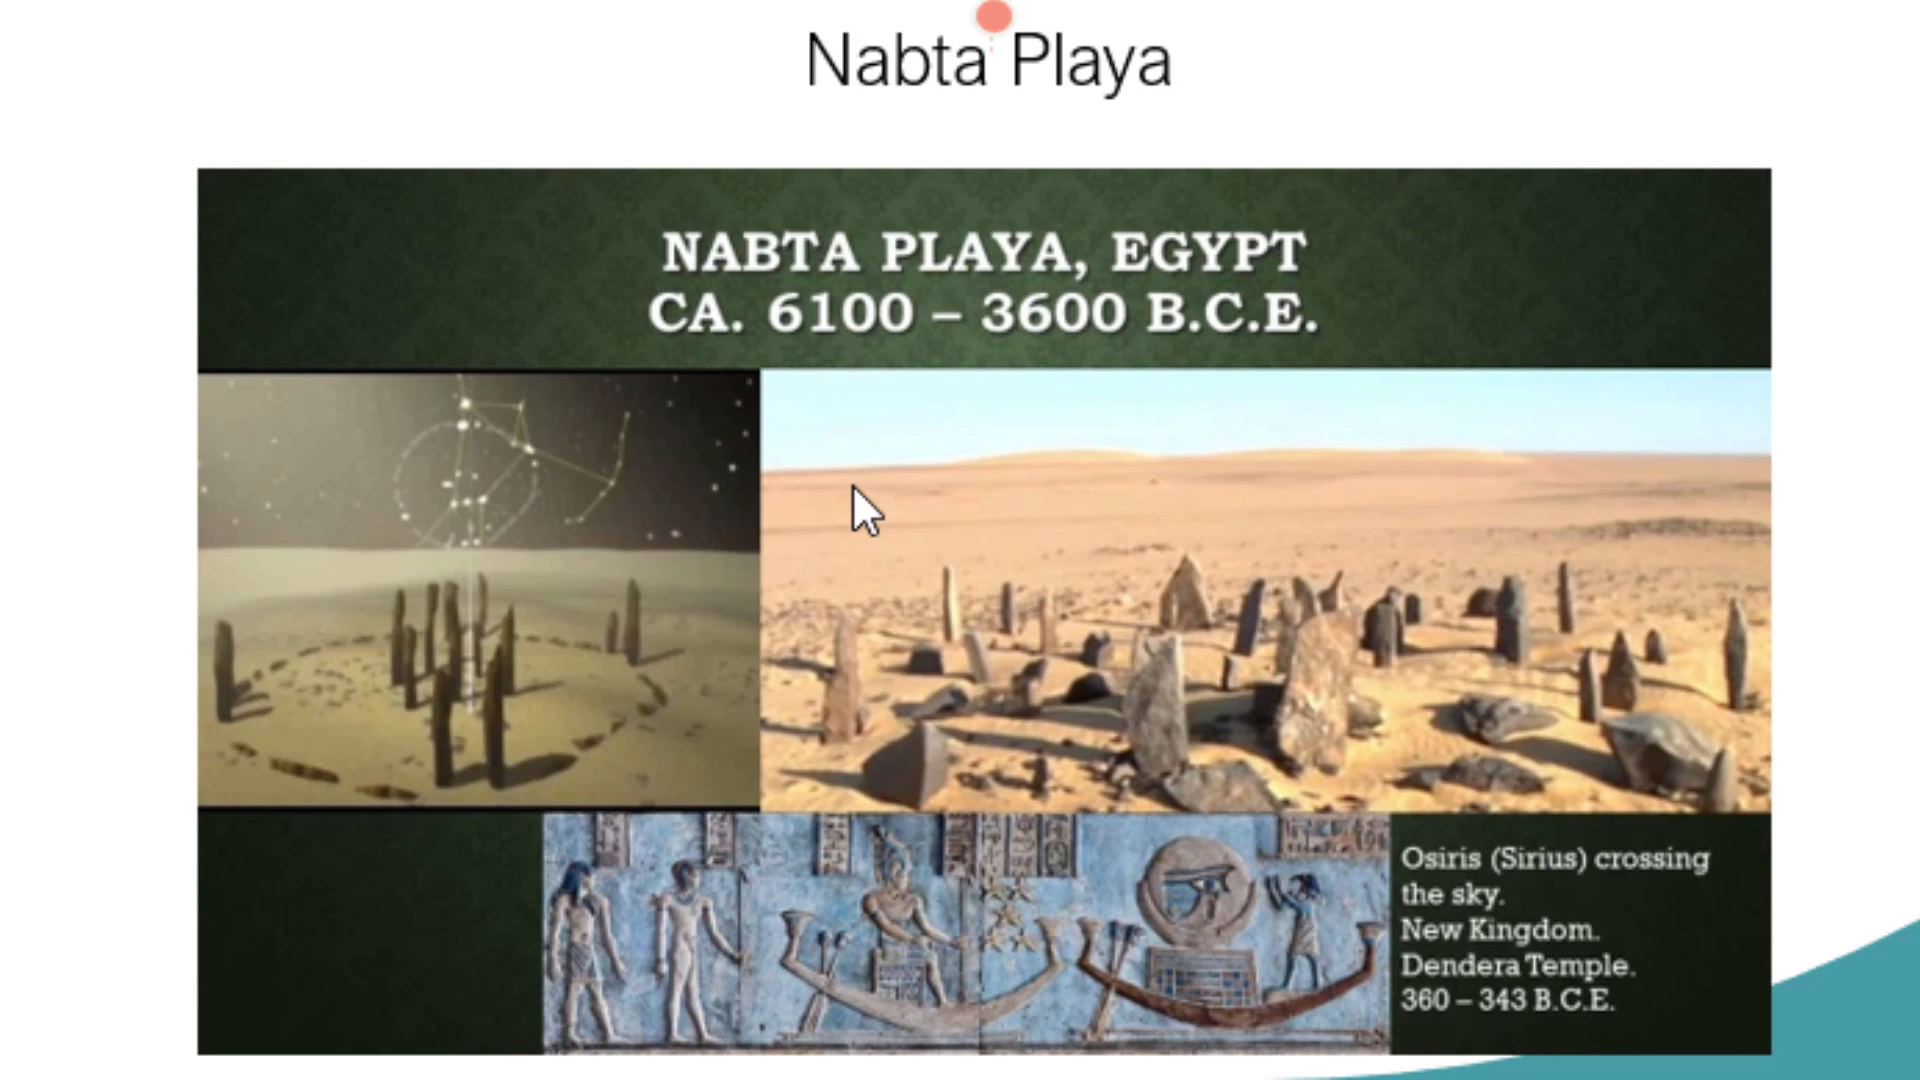 Nabta Playa
NABTA PLAYA, EGYPT
CA. 6100 – 3600 B.C.E.
Osiris (Sirius) crossing
the sky.
New Kingdom.
Dendera Temple.
360 – 343 B.C.E.